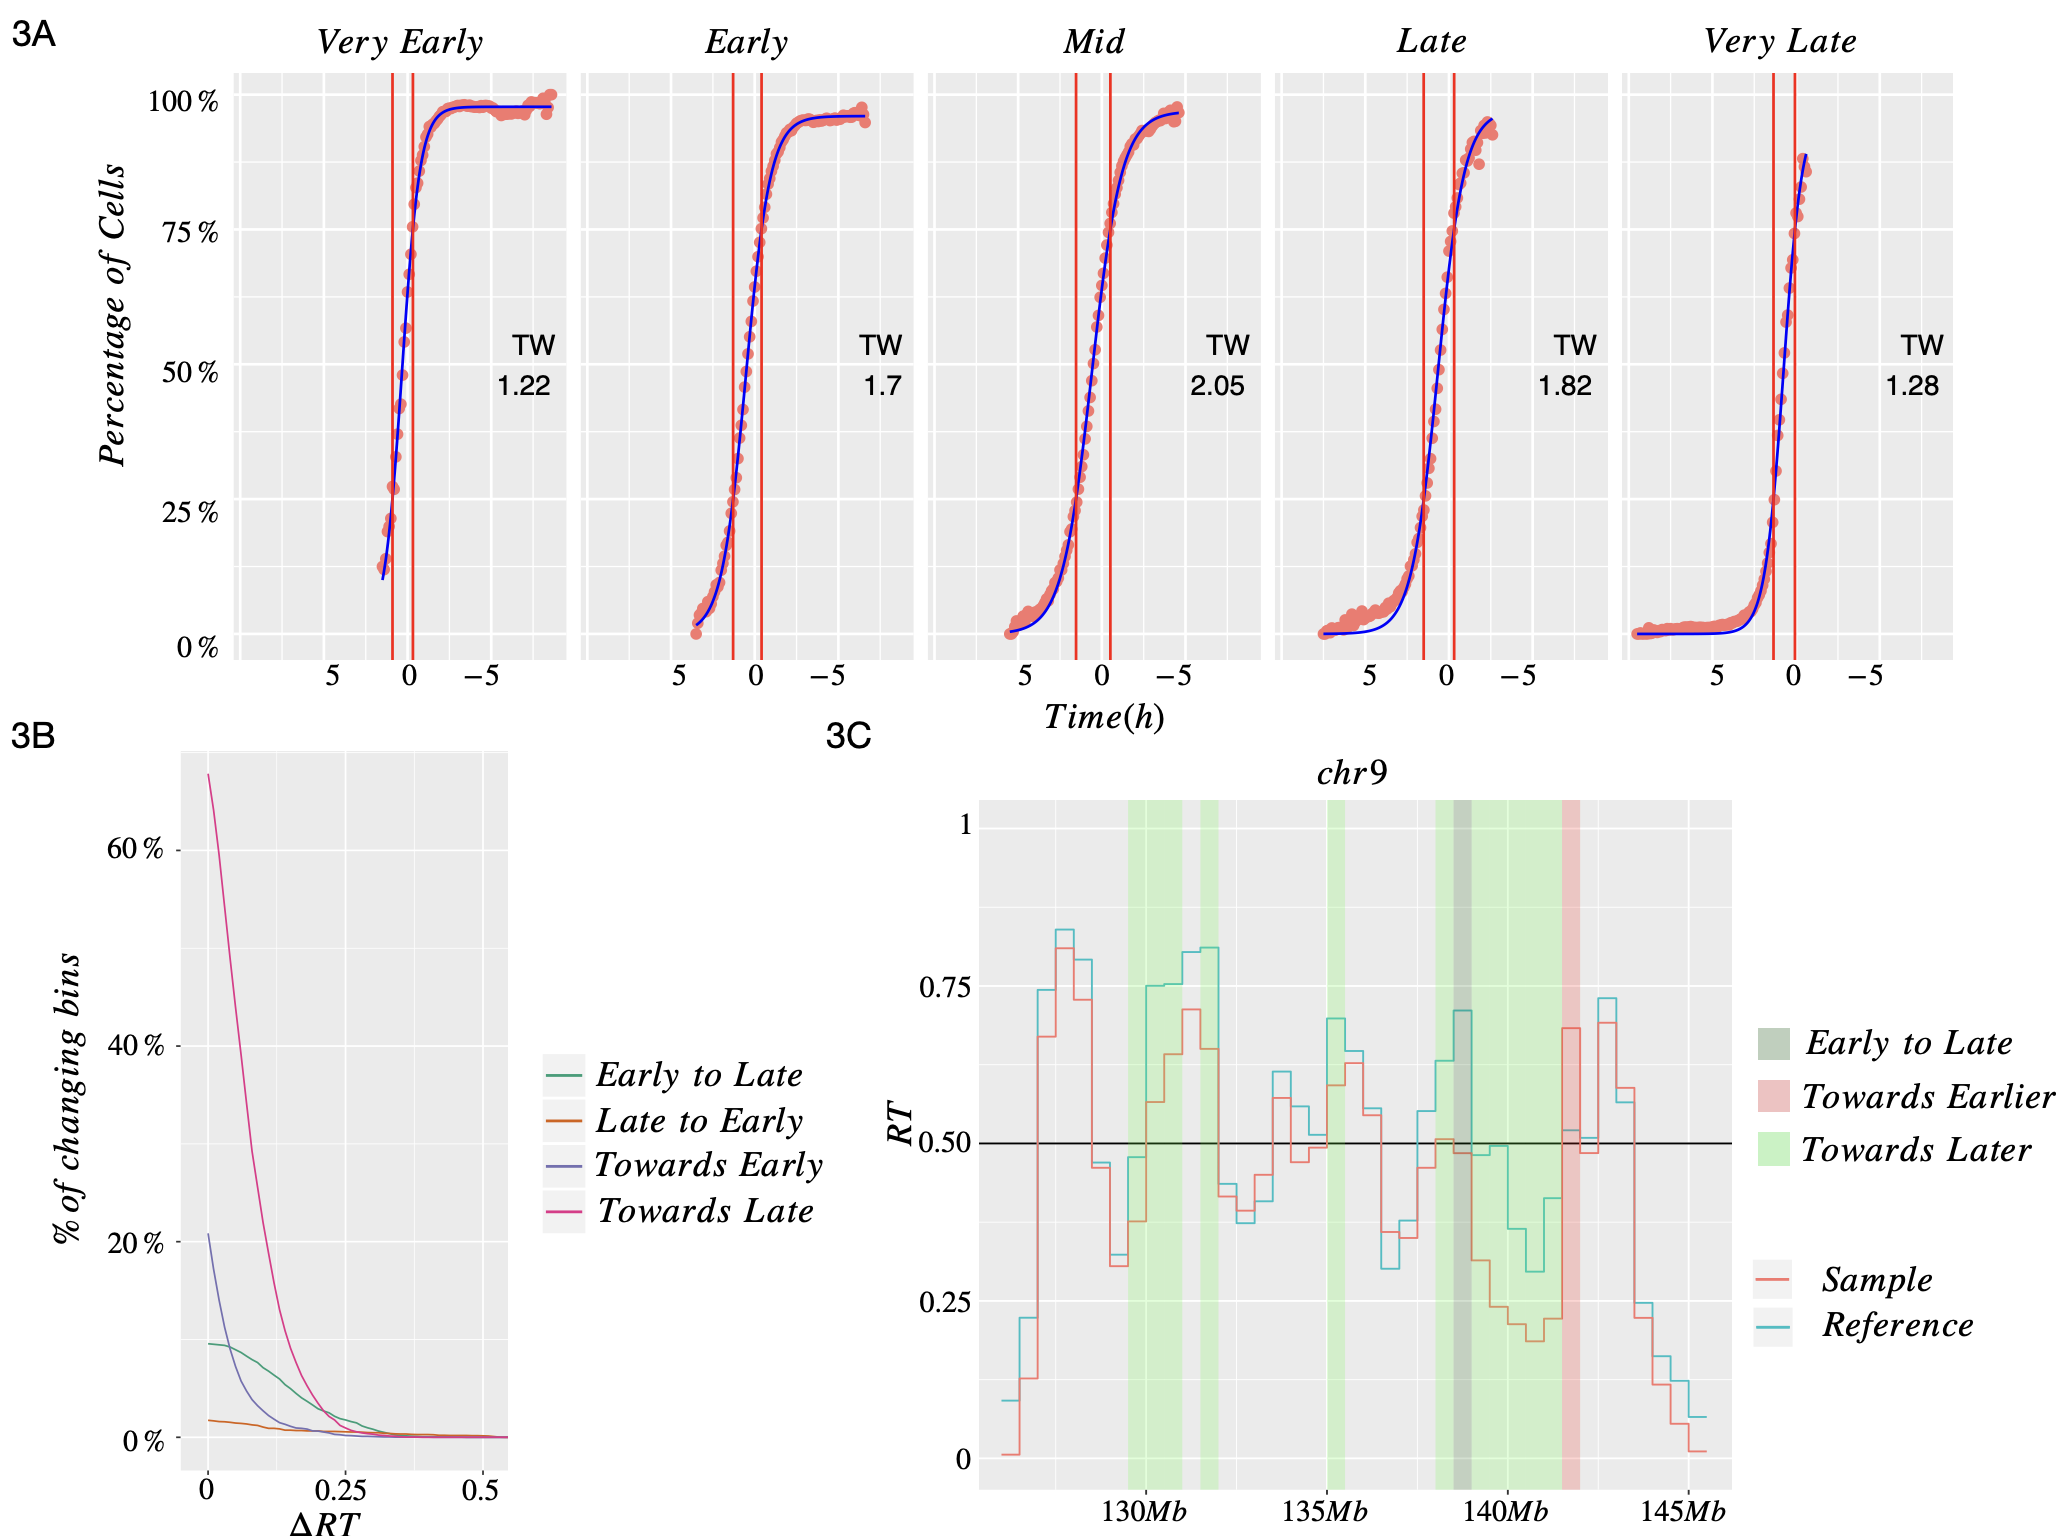 3A
Very Early
Early
Mid
Late
Very Late
Percentage of Cells
100 %
75 %
50 %
25 %
0 %
TW
1.22
TW
1.7
TW
2.05
TW
1.82
TW
1.28
5 0 −5
5 0 −5
5 0 −5
5 0 −5
5 0 −5
Time(h)
3B
% of changing bins
60 %
40 %
20 %
0 %
0 0.25 0.5
ΔRT
Early to Late
Late to Early
Towards Early
Towards Late
3C
chr9
RT
1
0.75
0.50
0.25
0
130Mb 135Mb 140Mb 145Mb
Early to Late
Towards Earlier
Towards Later
Sample
Reference